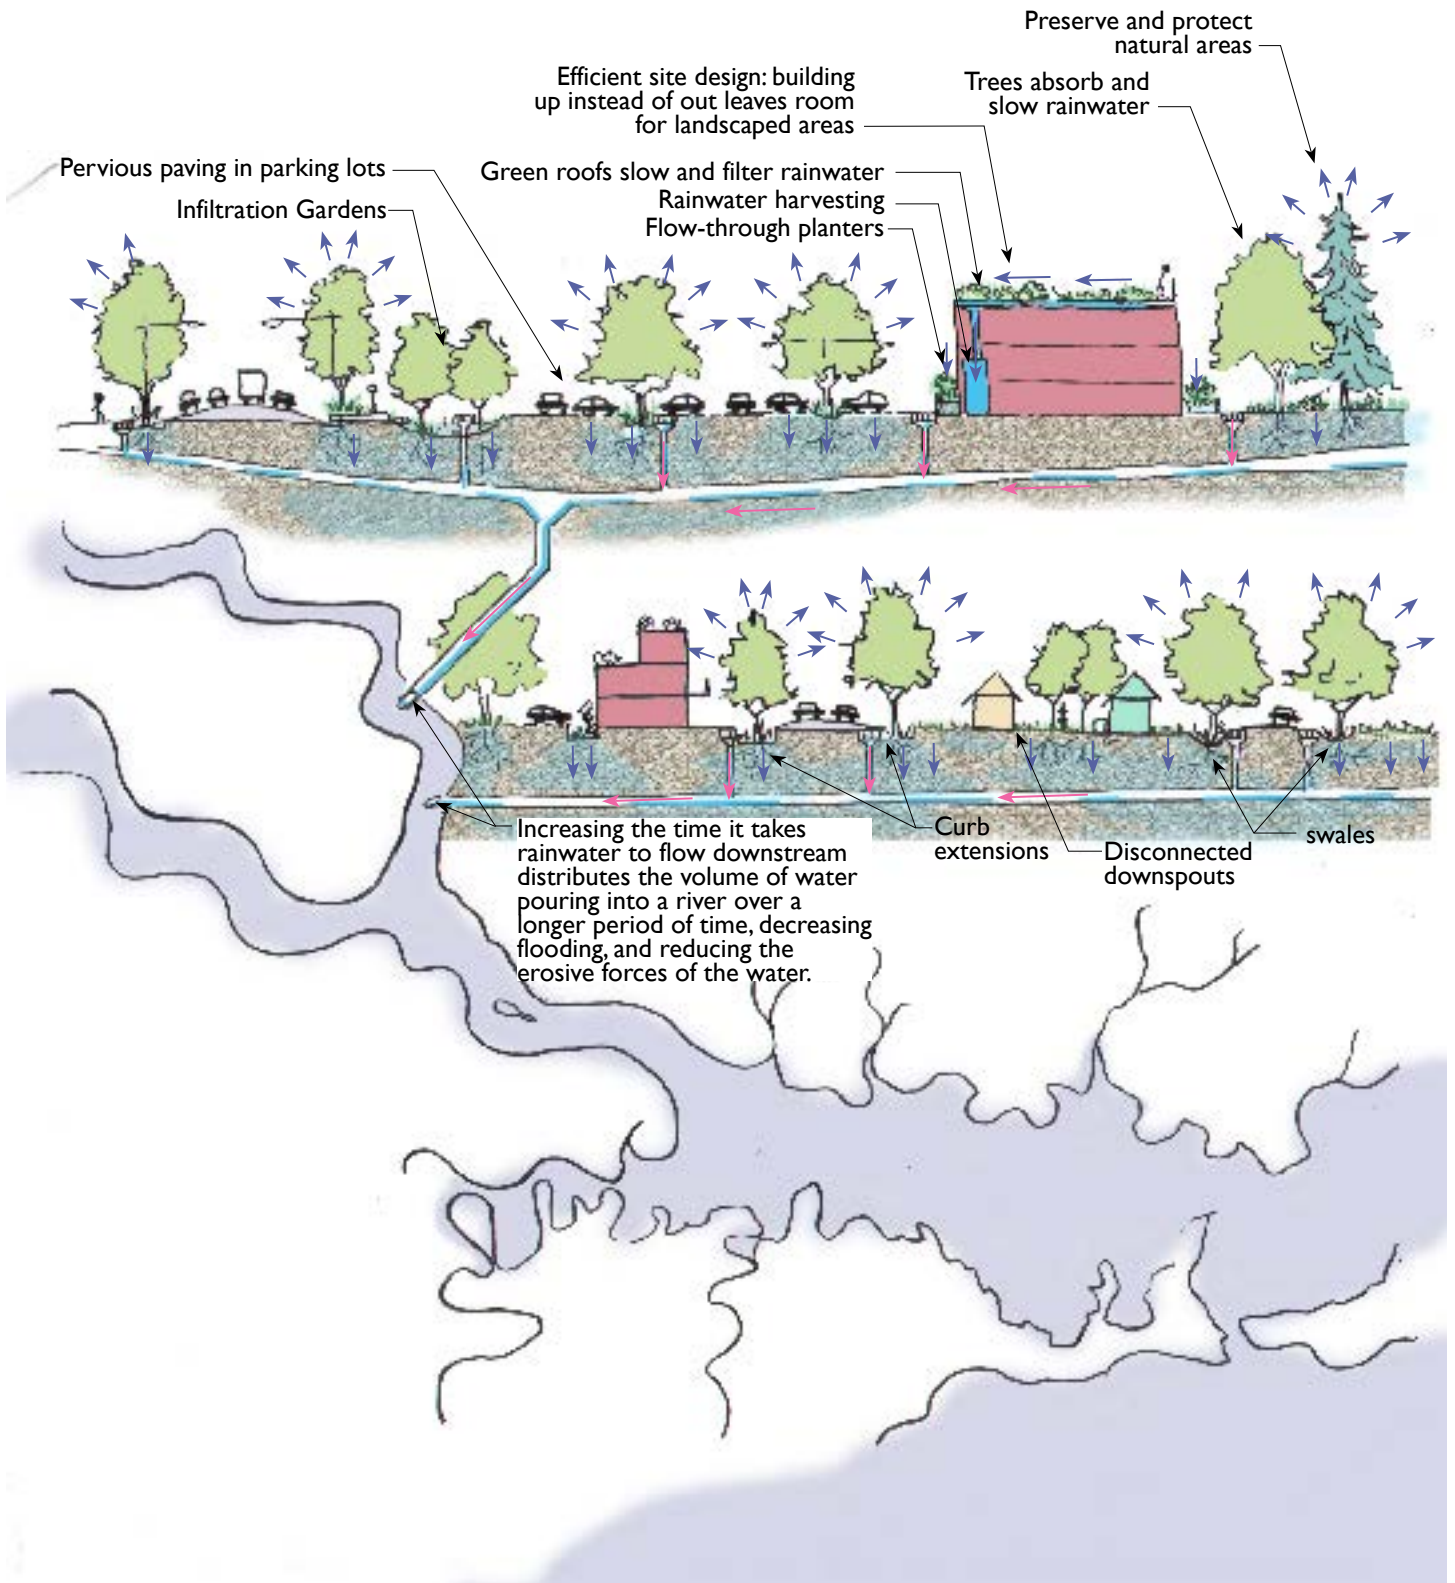 Preserve and protect
natural areas
Efficient site design: building
up instead of out leaves room
for landscaped areas
Trees absorb and
slow rainwater
Pervious paving in parking lots
Green roofs slow and filter rainwater
Infiltration Gardens
Rainwater harvesting
Flow-through planters
Increasing the time it takes
rainwater to flow downstream
distributes the volume of water
pouring into a river over a
longer period of time, decreasing
flooding, and reducing the
erosive forces of the water.
Curb
extensions
Disconnected
downspouts
swales